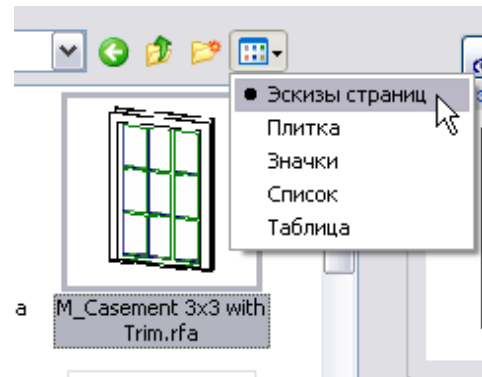 Эскизы страниц
Плитка
Значки
Список
Таблица
а M_Casement 3x3 with
Trim.rfa